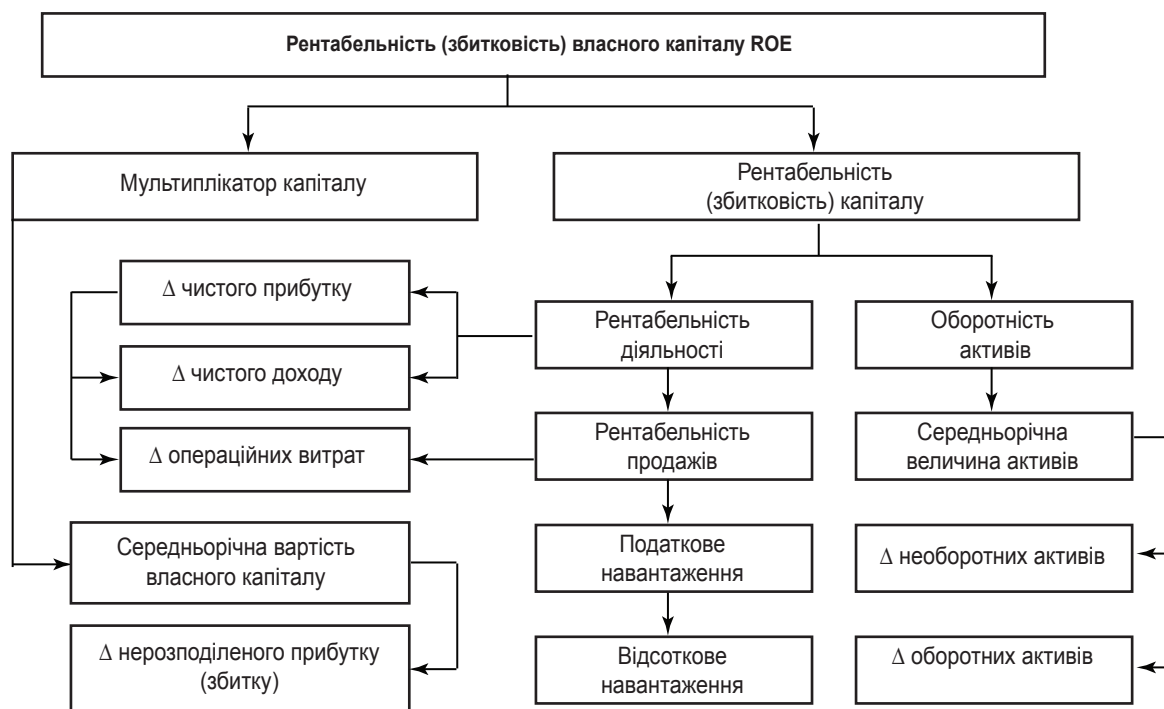 Рентабельність (збитковість) власного капіталу ROE
Мультиплікатор капіталу
Рентабельність
(збитковість) капіталу
Δ чистого прибутку
Рентабельність
діяльності
Оборотність
активів
Δ чистого доходу
Δ операційних витрат
Рентабельність
продажів
Середньорічна
величина активів
Середньорічна вартість
власного капіталу
Податкове
навантаження
Δ необоротних активів
Δ нерозподіленого прибутку
(збитку)
Відсоткове
навантаження
Δ оборотних активів